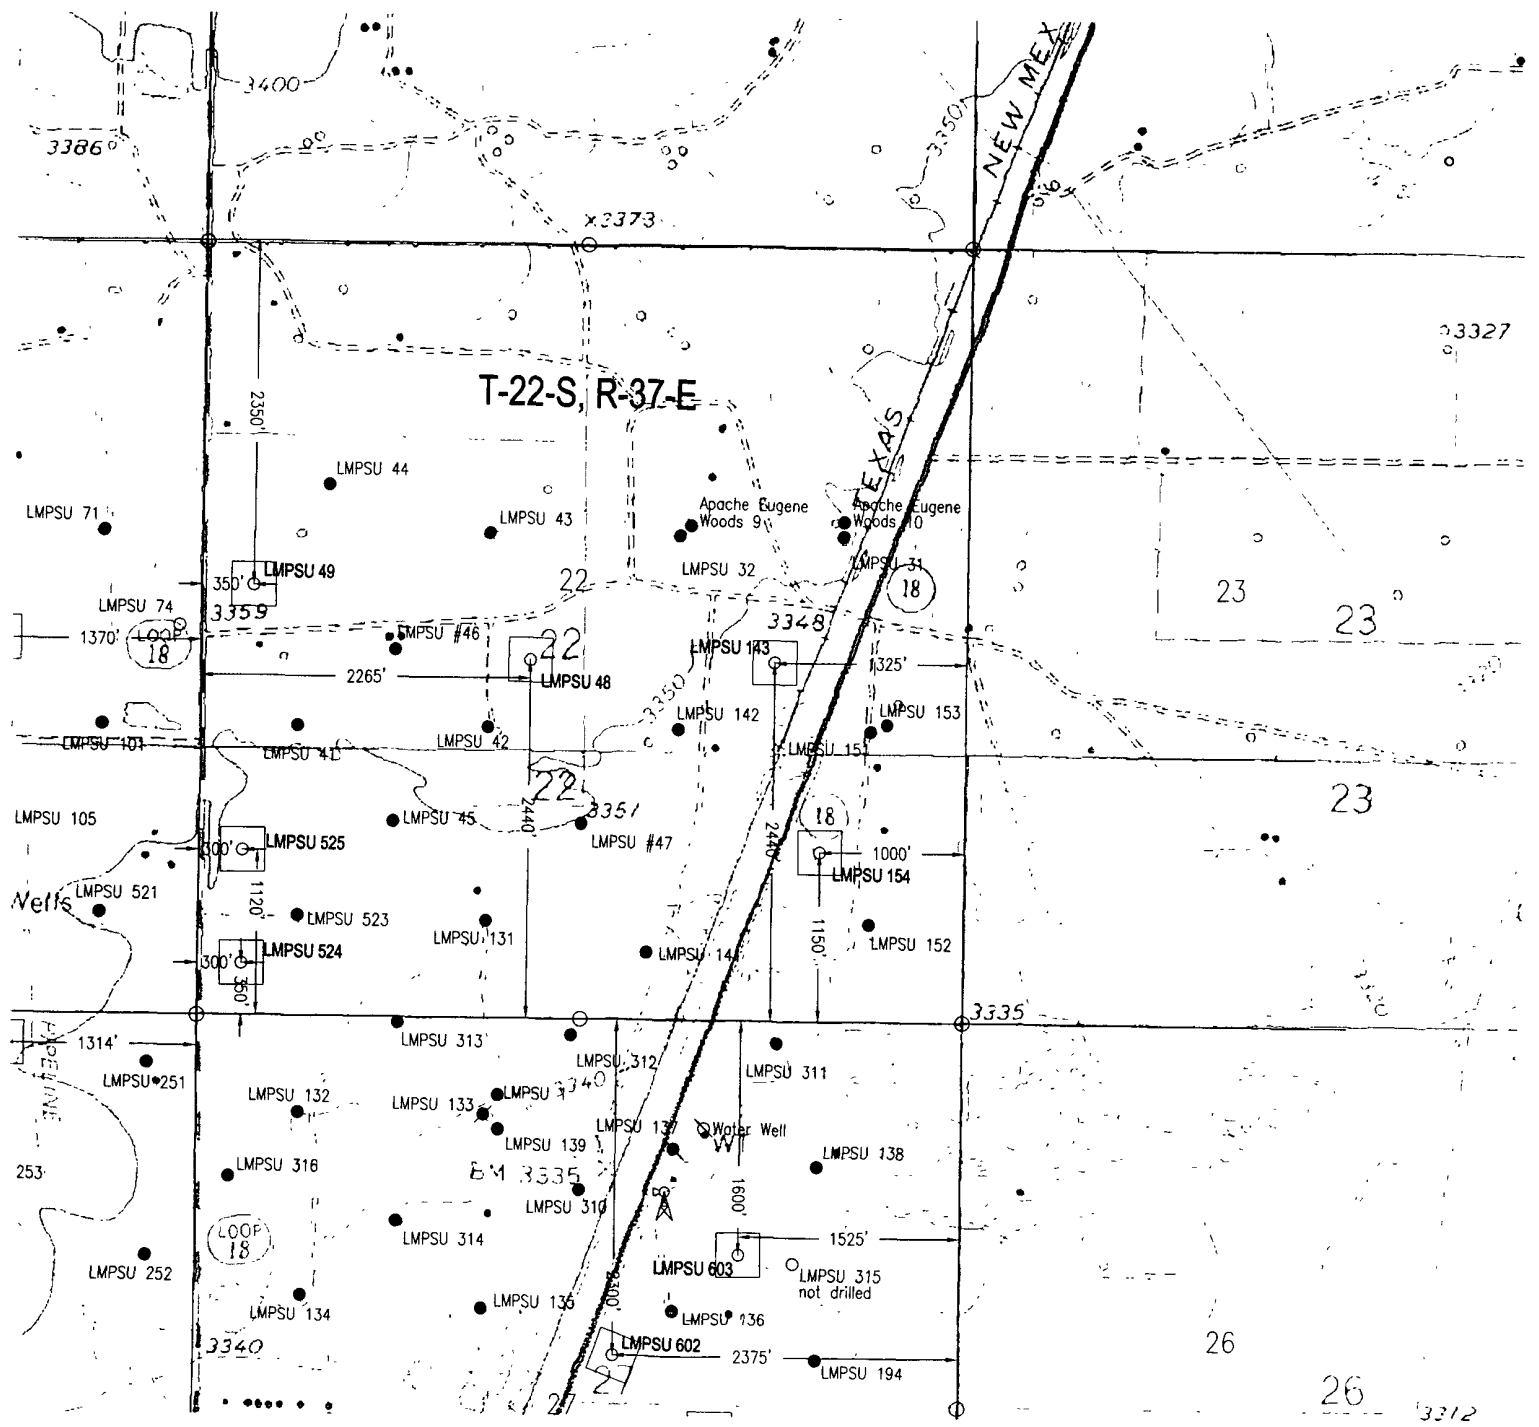 3400
3386
3350
NEW MEX
x3373
3327
2350'
T-22-S, R-37-E
TEXAS
LMPSU 44
LMPSU 71
LMPSU 43
Apache Eugene
Woods 9
Apache Eugene
Woods 10
LMPSU 32
LMPSU 31
350'
LMPSU 49
22
18
23
23
LMPSU 74
3359
3348
1370'
LOOP
18
LMPSU #46
22
LMPSU 143
1325'
2265'
LMPSU 48
3350
LMPSU 142
LMPSU 153
LMPSU 101
LMPSU 41
LMPSU 42
LMPSU 151
22
23
LMPSU 105
LMPSU 45
2440'
3351
LMPSU #47
18
2440'
300'
LMPSU 525
1000'
LMPSU 154
Wells
LMPSU 521
1120'
LMPSU 523
LMPSU 131
1150'
LMPSU 152
300'
LMPSU 524
350'
LMPSU 141
3335
PIPELINE
1314'
LMPSU 313
LMPSU 312
LMPSU 311
LMPSU 251
LMPSU 132
LMPSU 133
LMPSU 1
3340
LMPSU 139
LMPSU 137
Water Well
W
LMPSU 138
253
LMPSU 316
BM 3335
LMPSU 310
1600'
LOOP
18
LMPSU 314
1525'
LMPSU 252
LMPSU 603
LMPSU 315
not drilled
LMPSU 134
LMPSU 135
2300'
LMPSU 136
3340
LMPSU 602
2375'
LMPSU 194
26
27
26
3312